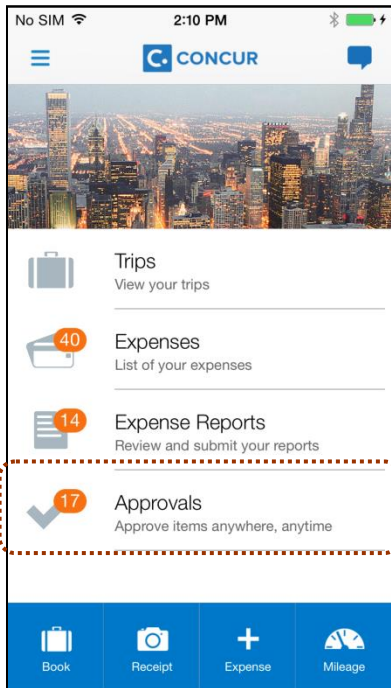 No SIM 2:10 PM
C. CONCUR
Trips
View your trips
40
Expenses
List of your expenses
14
Expense Reports
Review and submit your reports
17
Approvals
Approve items anywhere, anytime
Book Receipt Expense Mileage